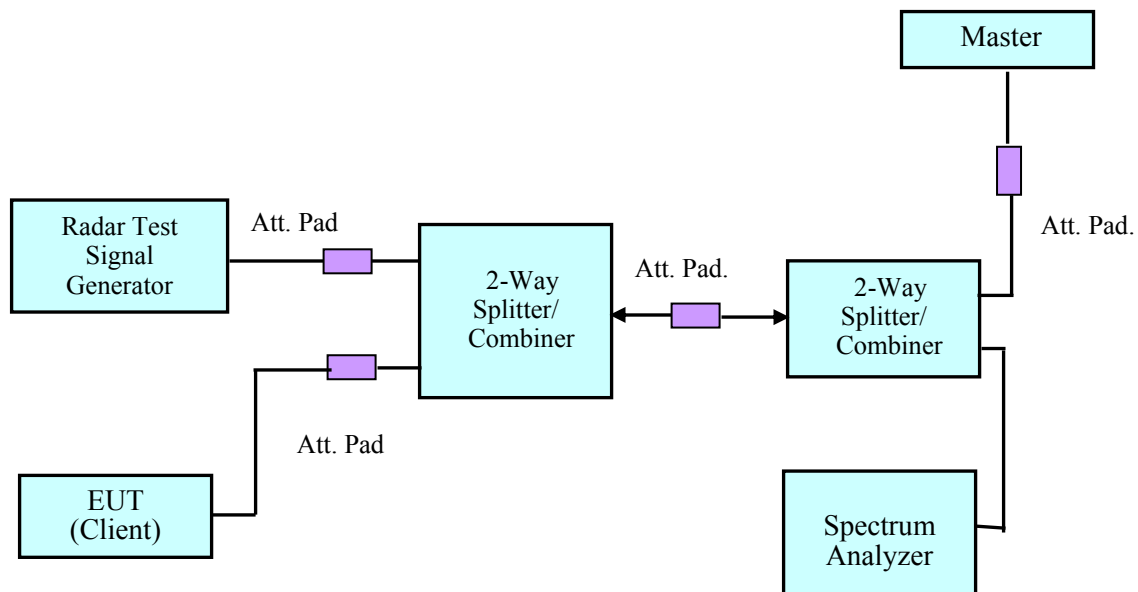 Master
Att. Pad.
Radar Test
Signal
Generator
Att. Pad
2-Way
Splitter/
Combiner
Att. Pad.
2-Way
Splitter/
Combiner
Att. Pad
EUT
(Client)
Spectrum
Analyzer